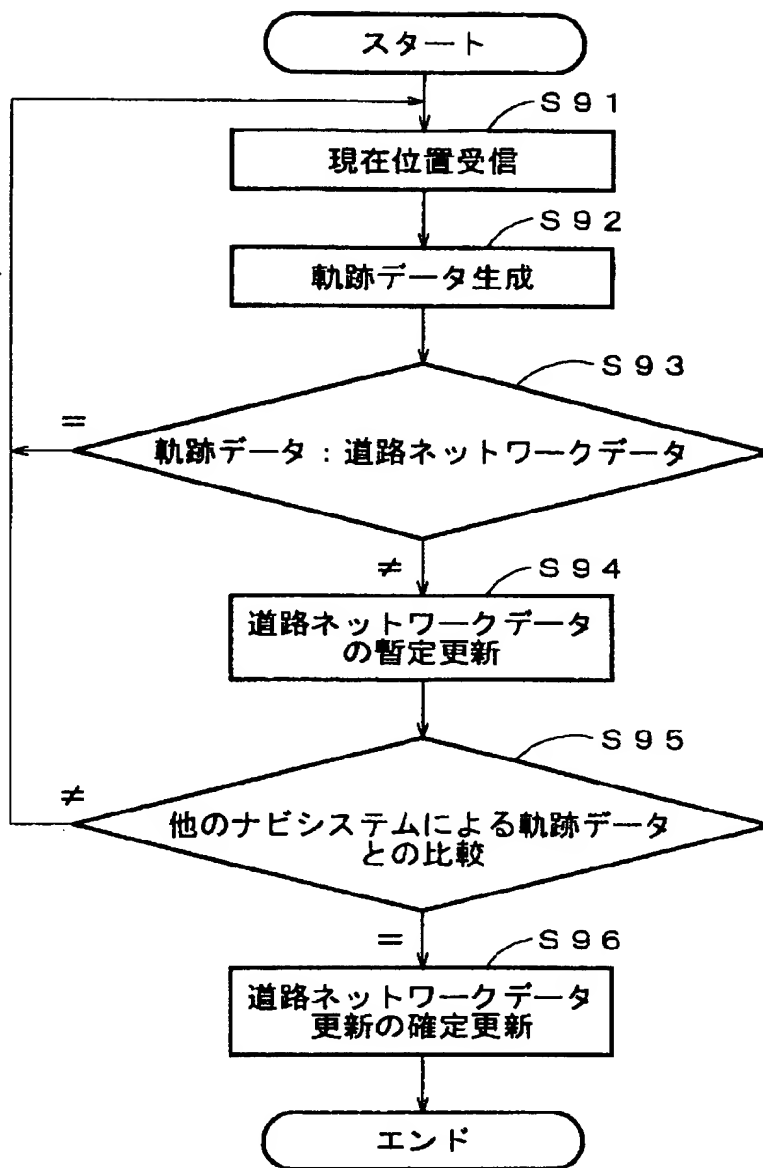 スタート
S91
現在位置受信
S92
軌跡データ生成
S93
=
軌跡データ：道路ネットワークデータ
≠
S94
道路ネットワークデータ
の暫定更新
S95
≠
他のナビシステムによる軌跡データ
との比較
=
S96
道路ネットワークデータ
更新の確定更新
エンド